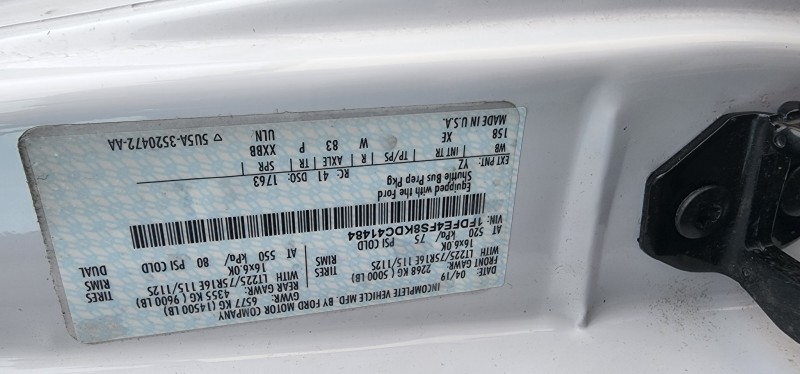 INCOMPLETE VEHICLE MFD. BY FORD MOTOR COMPANY
DATE: 04/19 GVWR: 6577 KG (14500 LB)
FRONT GAWR: 2268 KG (5000 LB) REAR GAWR: 4355 KG (9600 LB)
LT225/75R16E 115/112S TIRES WITH LT225/75R16E 115/112S TIRES
16x6.0K RIMS WITH 16x6.0K RIMS
AT 520 kPa/ 75 PSI COLD AT 550 kPa/ 80 PSI COLD DUAL
VIN: 1FDFE4FS8KDC41484
Equipped with the Ford
Shuttle Bus Prep Pkg
EXT PNT: YZ RC: 41 DSO: 1763
WB INT TR TP/PS R AXLE TR SPR
158 XE W 83 P XXBB
MADE IN U.S.A. ULN
▽ 5U5A-3520472-AA